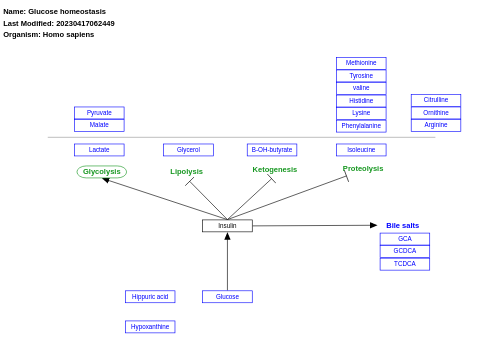 Name: Glucose homeostasis
Last Modified: 20230417062449
Organism: Homo sapiens
Methionine
Tyrosine
valine
Histidine
Lysine
Phenylalanine
Citrulline
Ornithine
Arginine
Pyruvate
Malate
Lactate
Glycerol
B-OH-butyrate
Isoleucine
Glycolysis
Lipolysis
Ketogenesis
Proteolysis
Insulin
Bile salts
GCA
GCDCA
TCDCA
Hippuric acid
Glucose
Hypoxanthine